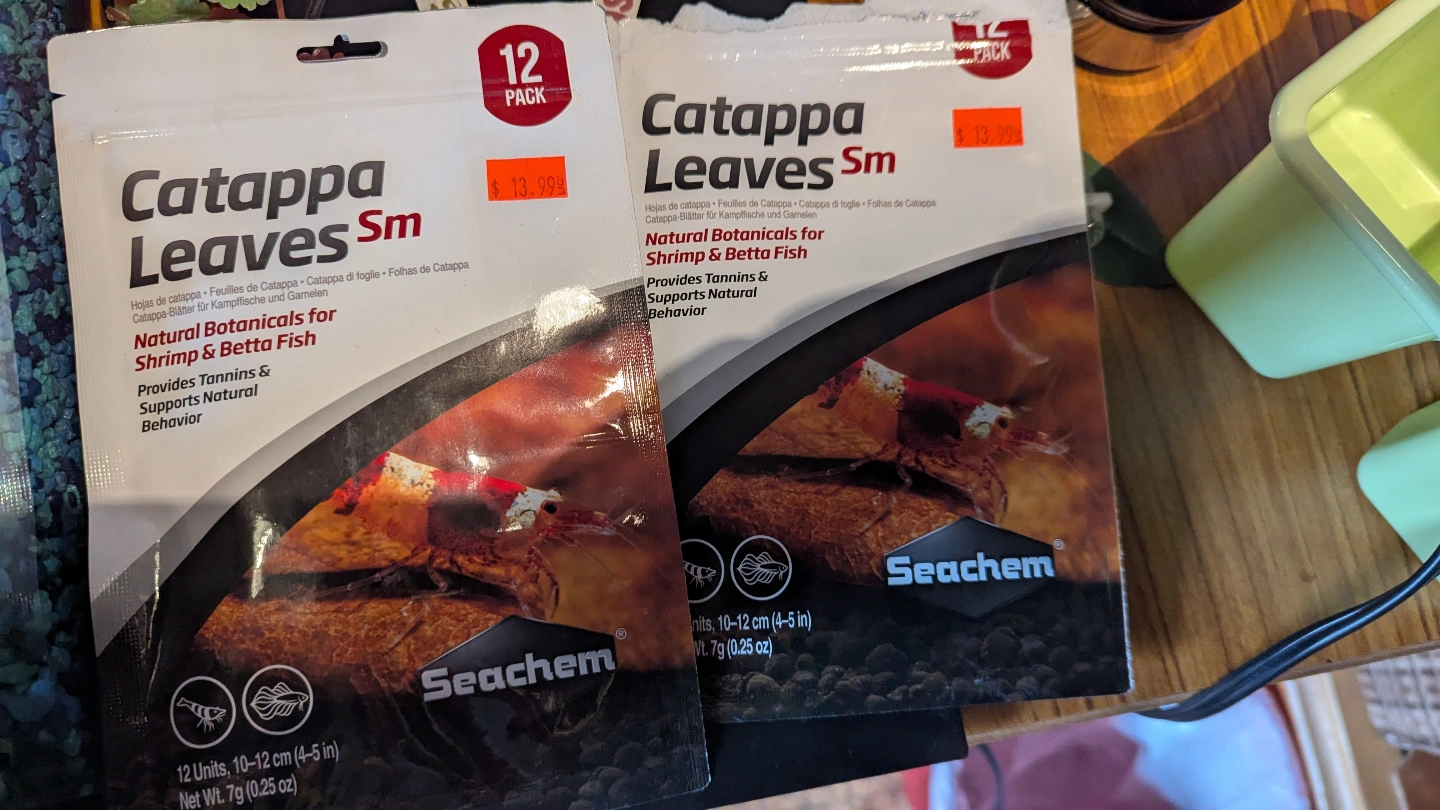 12
PACK
$ 13.99
Catappa
Leaves Sm
Hojas de catappa • Feuilles de Catappa • Catappa di foglie • Folhas de Catappa
Catappa-Blätter für Kampffische und Garnelen
Natural Botanicals for
Shrimp & Betta Fish
Provides Tannins &
Supports Natural
Behavior
Seachem®
12 Units, 10–12 cm (4–5 in)
Net Wt. 7g (0.25 oz)
12
PACK
$ 13.99
Catappa
Leaves Sm
Hojas de catappa • Feuilles de Catappa • Catappa di foglie • Folhas de Catappa
Catappa-Blätter für Kampffische und Garnelen
Natural Botanicals for
Shrimp & Betta Fish
Provides Tannins &
Supports Natural
Behavior
Seachem®
nits, 10–12 cm (4–5 in)
Wt. 7g (0.25 oz)